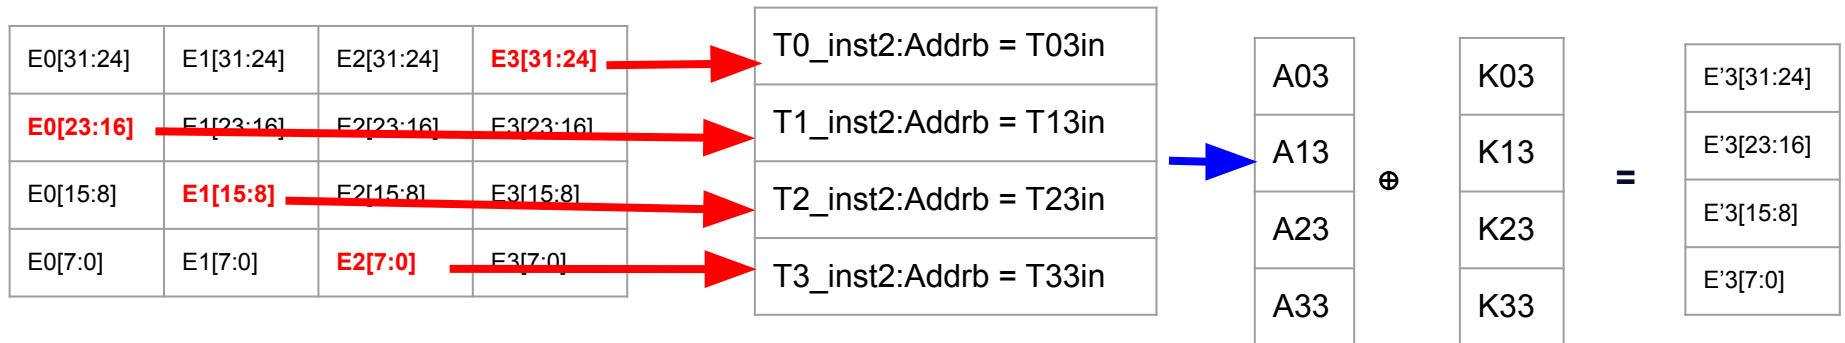 E0[31:24] E1[31:24] E2[31:24] E3[31:24]
E0[23:16] E1[23:16] E2[23:16] E3[23:16]
E0[15:8] E1[15:8] E2[15:8] E3[15:8]
E0[7:0] E1[7:0] E2[7:0] E3[7:0]
T0_inst2:Addrb = T03in
T1_inst2:Addrb = T13in
T2_inst2:Addrb = T23in
T3_inst2:Addrb = T33in
A03
A13
A23
A33
⊕
K03
K13
K23
K33
=
E'3[31:24]
E'3[23:16]
E'3[15:8]
E'3[7:0]